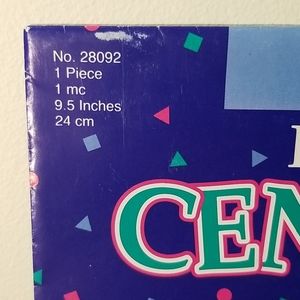 No. 28092
1 Piece
1 mc
9.5 Inches
24 cm
CEN